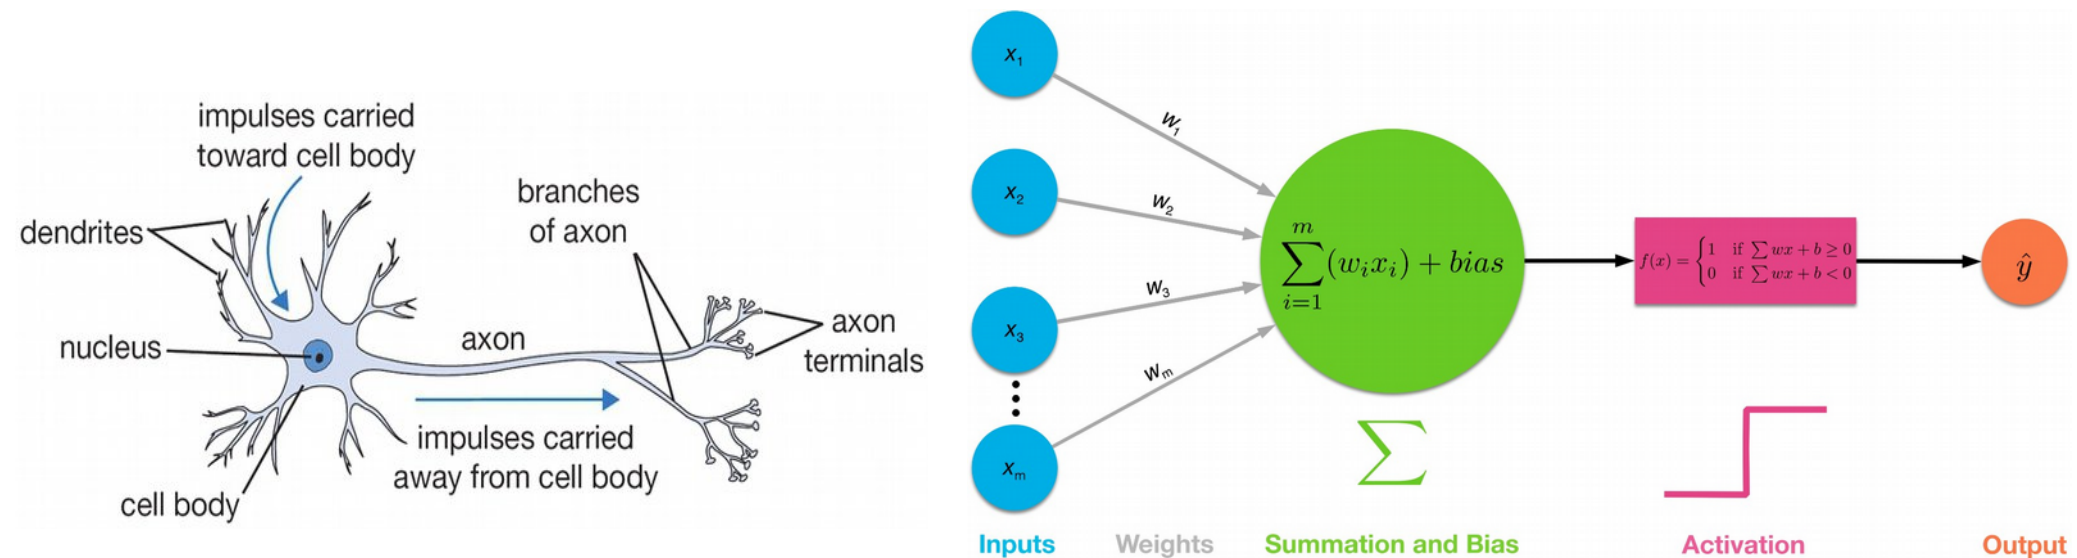 impulses carried
toward cell body
dendrites
branches
of axon
nucleus
axon
axon
terminals
impulses carried
away from cell body
cell body
x₁
x₂
x₃
xₘ
w₁
w₂
w₃
wₘ
m
∑(wᵢxᵢ) + bias
i=1
∑
f(x) = { 1 if ∑ wx + b ≥ 0
0 if ∑ wx + b < 0
ŷ
Inputs
Weights
Summation and Bias
Activation
Output